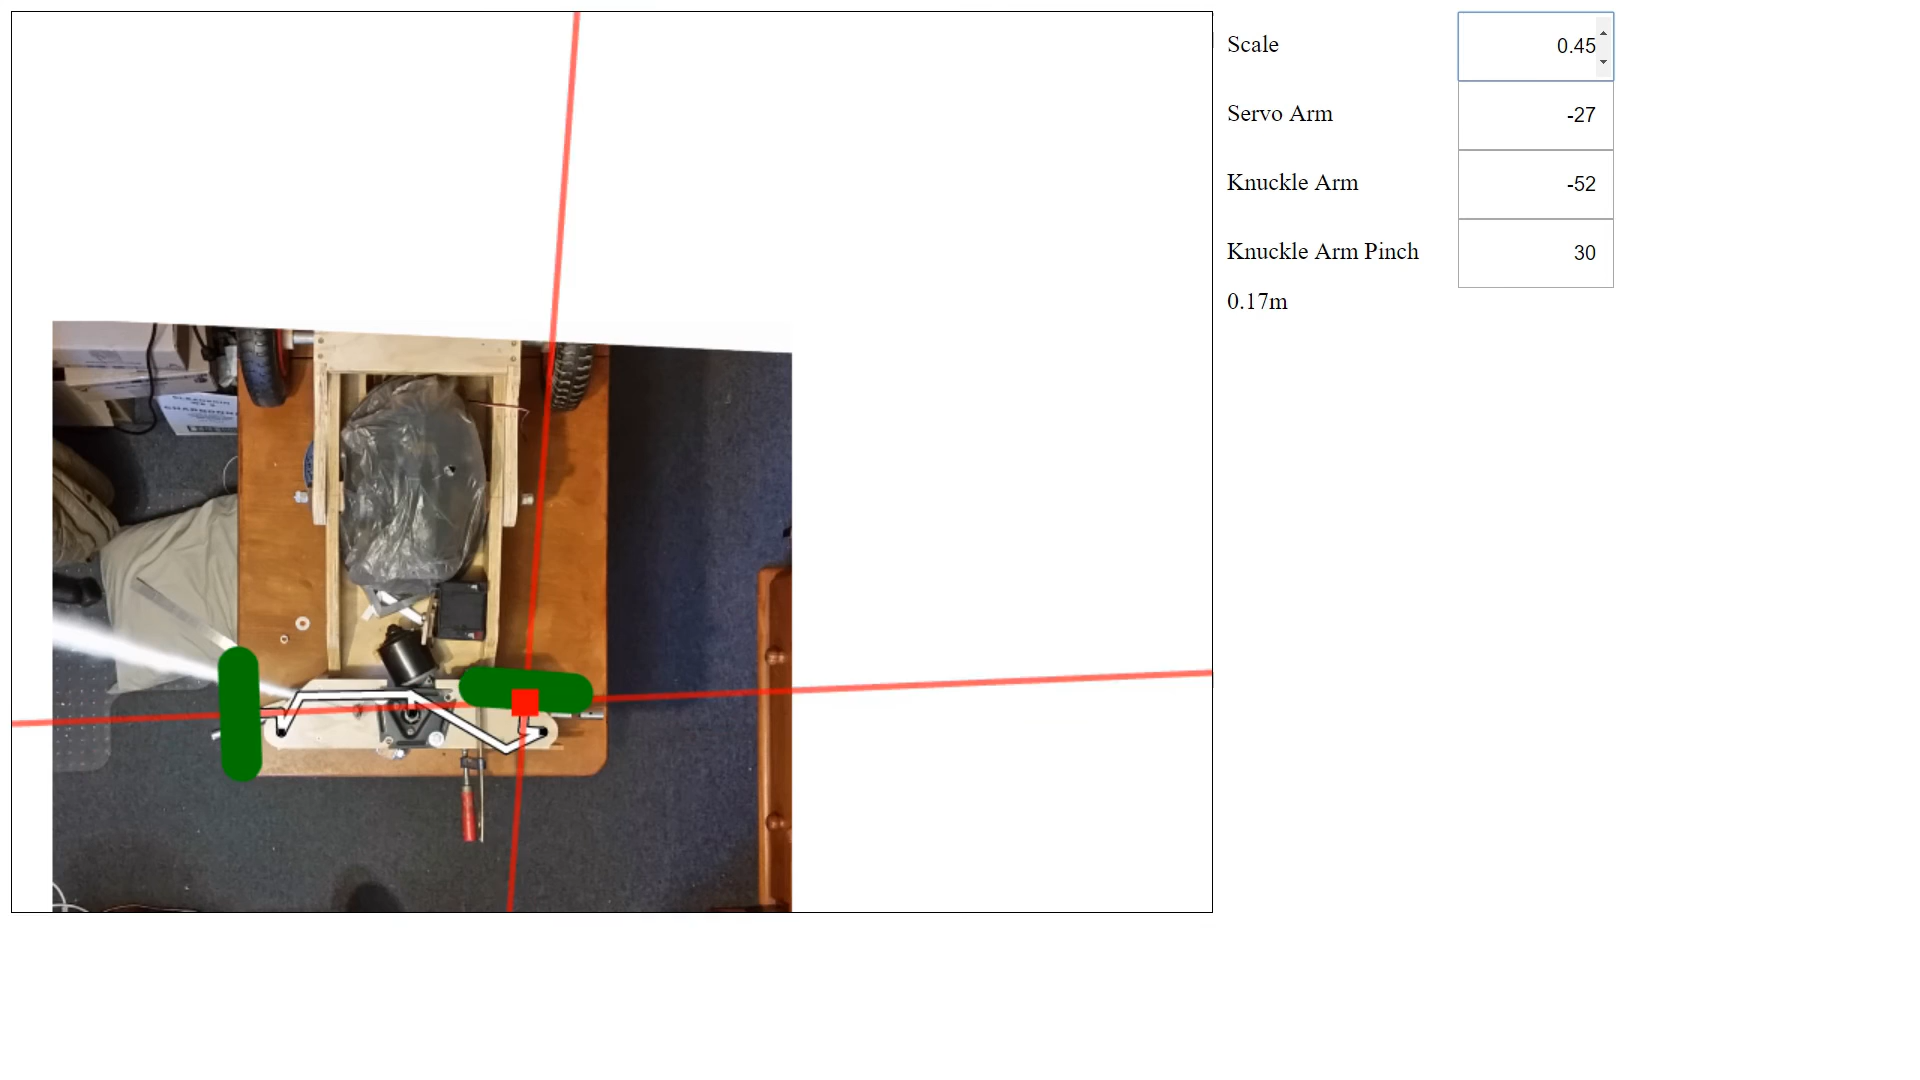 Scale 0.45
Servo Arm -27
Knuckle Arm -52
Knuckle Arm Pinch 30
0.17m